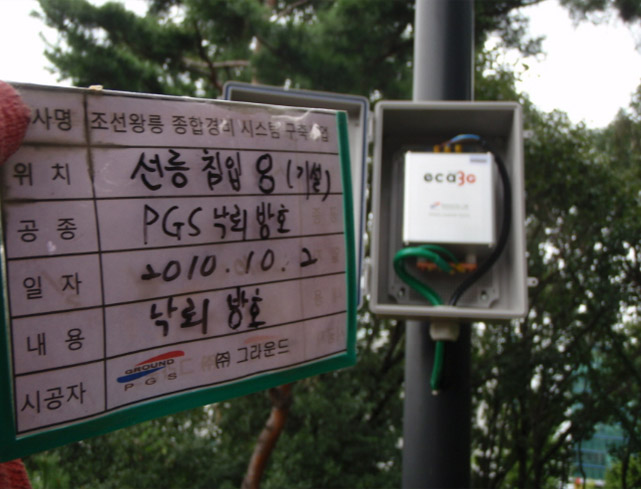 사명 조선왕릉 종합경비 시스템 구축
위치 선릉 침입 8 (기설)
공종 PGS 낙뢰 방호
일자 2010.10.2
내용 낙뢰 방호
시공자 GROUND PGS ㈜ 그라운드
eca3G